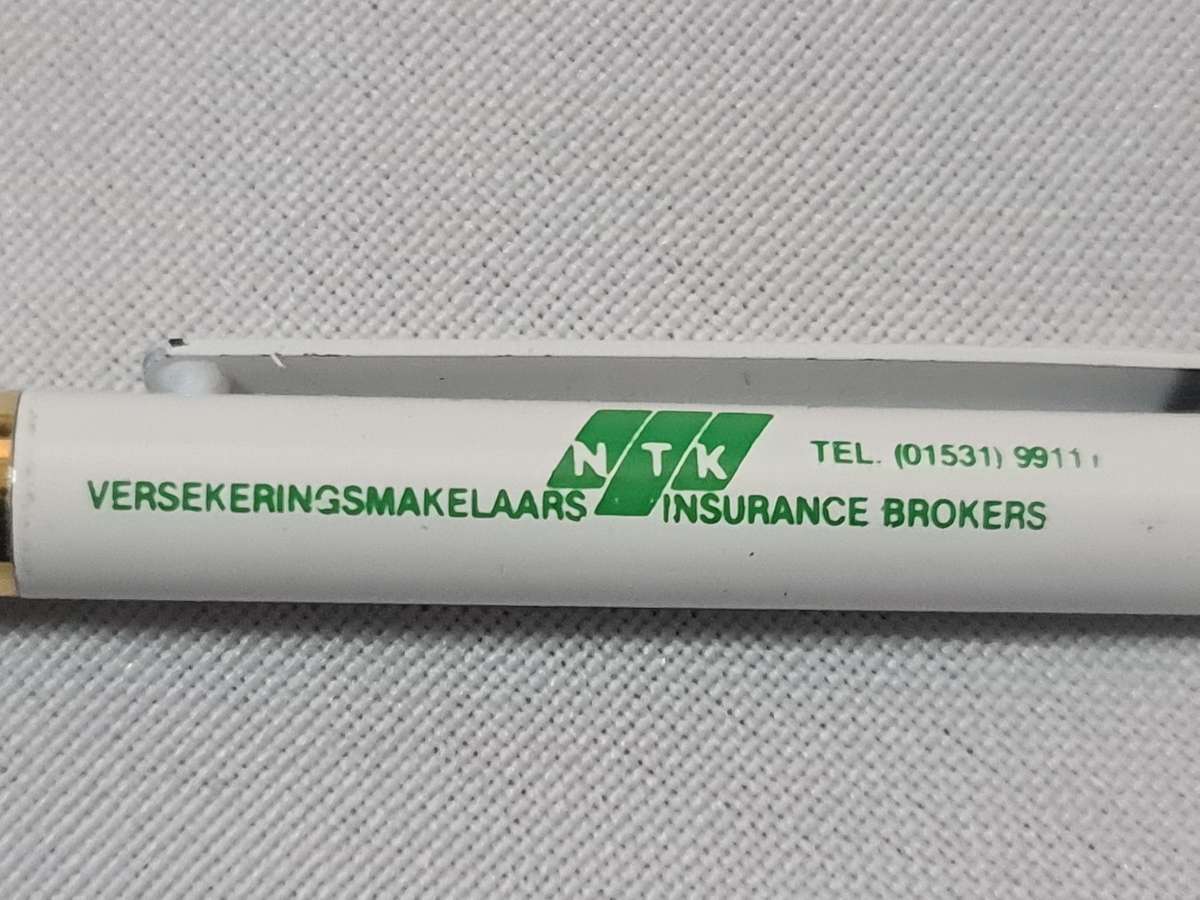 NTK
TEL. (01531) 9911
VERSEKERINGSMAKELAARS INSURANCE BROKERS